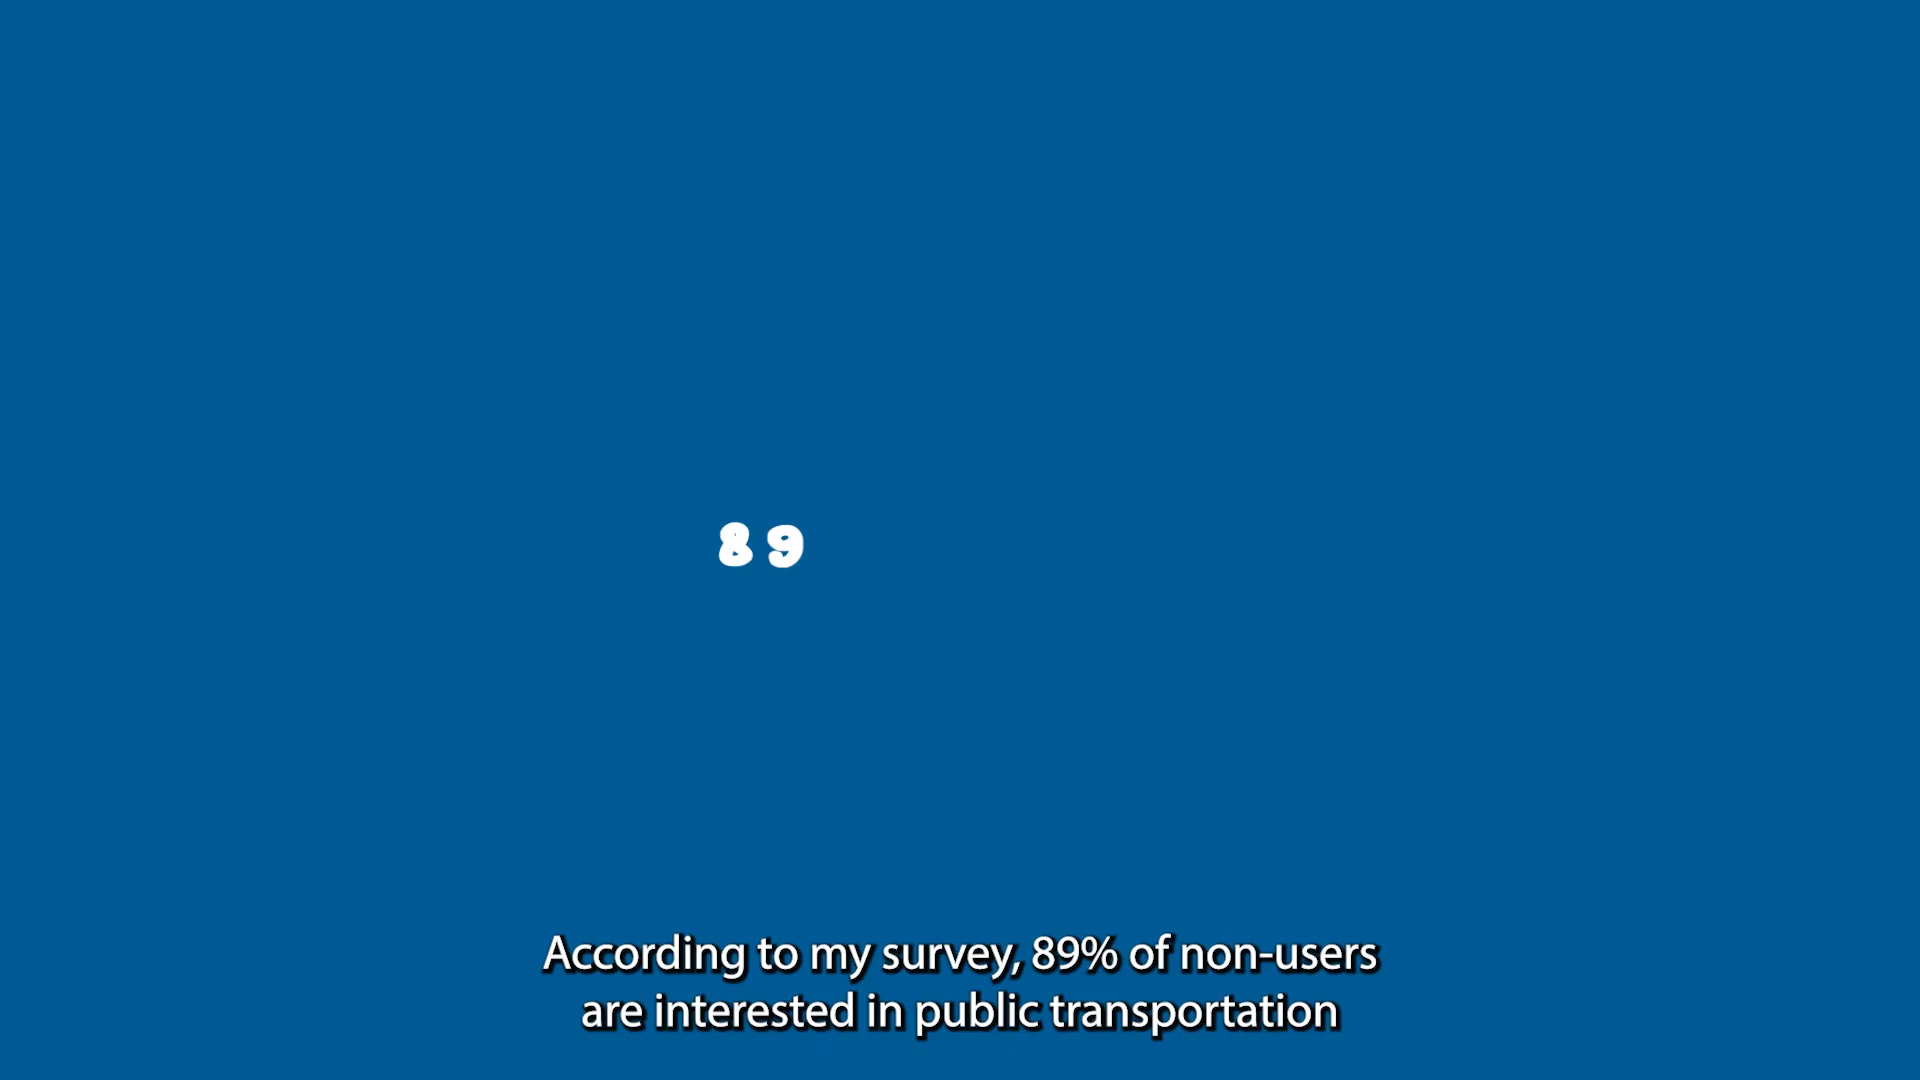 8 9
According to my survey, 89% of non-users
are interested in public transportation